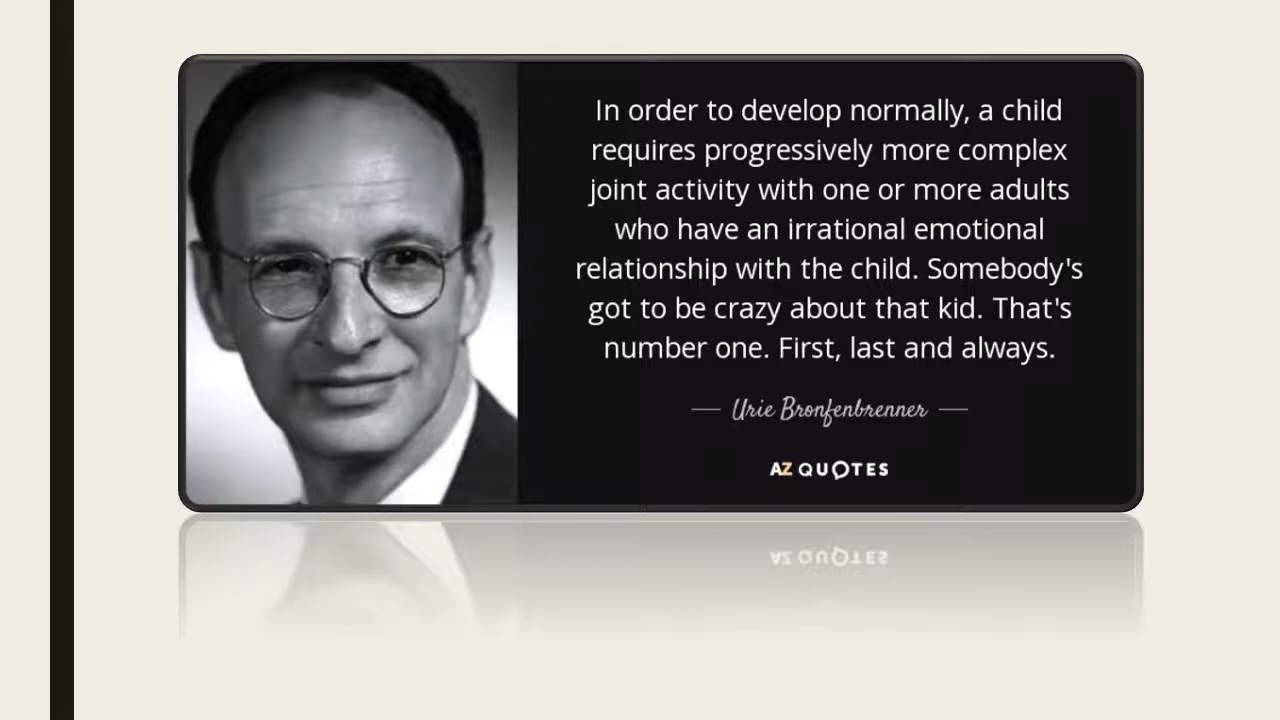 In order to develop normally, a child
requires progressively more complex
joint activity with one or more adults
who have an irrational emotional
relationship with the child. Somebody's
got to be crazy about that kid. That's
number one. First, last and always.
— Urie Bronfenbrenner —
AZ QUOTES
AZ QUOTES